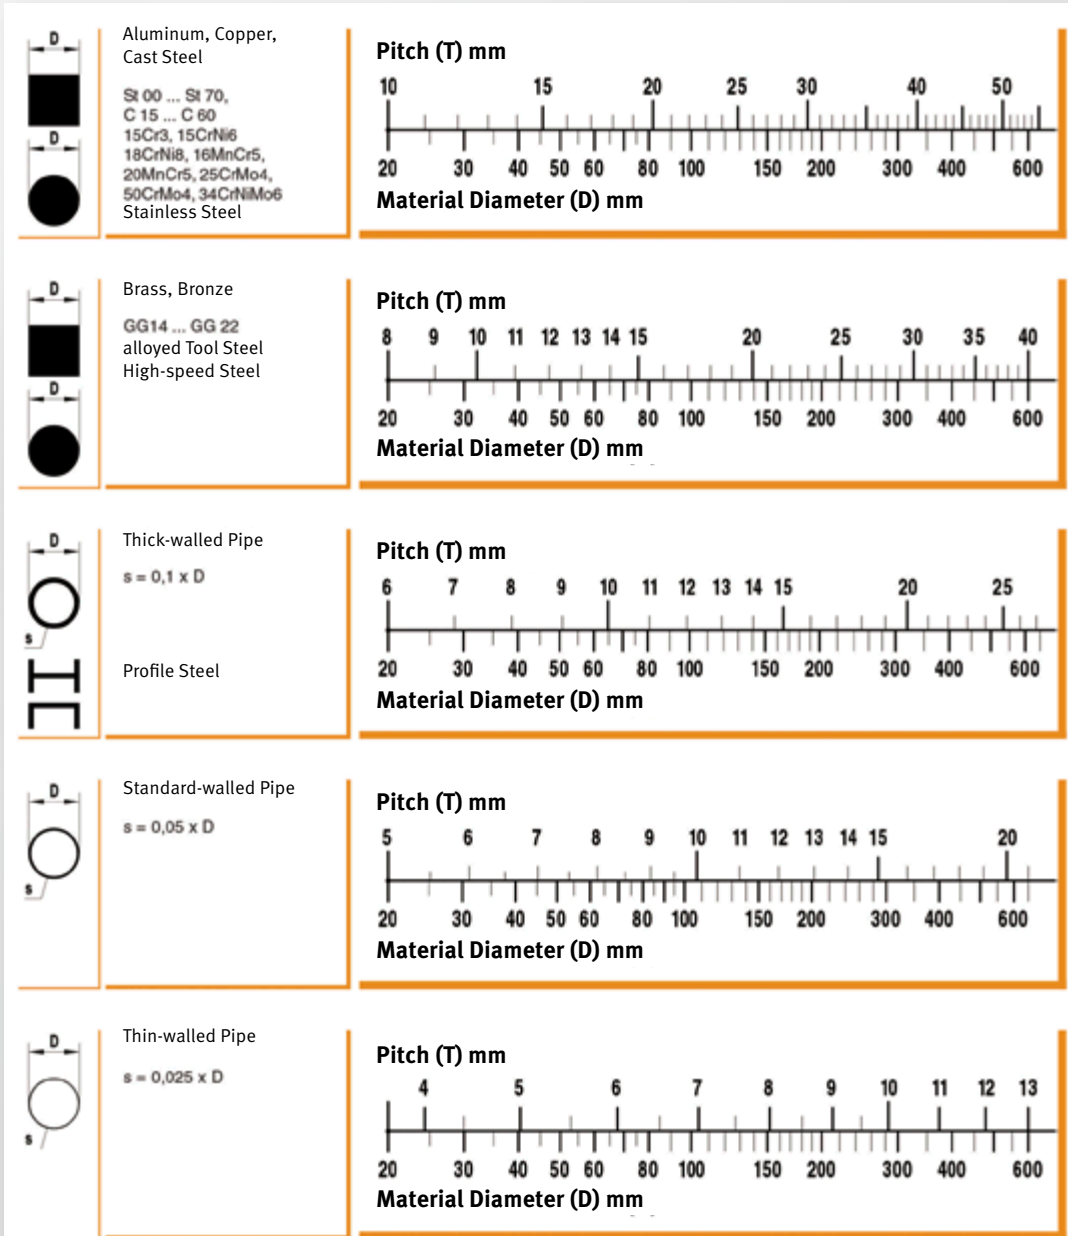 D
D
Aluminum, Copper,
Cast Steel
St 00 ... St 70,
C 15 ... C 60
15Cr3, 15CrNi6
18CrNi8, 16MnCr5,
20MnCr5, 25CrMo4,
50CrMo4, 34CrNiMo6
Stainless Steel
Pitch (T) mm
10 15 20 25 30 40 50
20 30 40 50 60 80 100 150 200 300 400 600
Material Diameter (D) mm
D
D
Brass, Bronze
GG14 ... GG 22
alloyed Tool Steel
High-speed Steel
Pitch (T) mm
8 9 10 11 12 13 14 15 20 25 30 35 40
20 30 40 50 60 80 100 150 200 300 400 600
Material Diameter (D) mm
D
s
Thick-walled Pipe
s = 0,1 x D
Profile Steel
Pitch (T) mm
6 7 8 9 10 11 12 13 14 15 20 25
20 30 40 50 60 80 100 150 200 300 400 600
Material Diameter (D) mm
D
s
Standard-walled Pipe
s = 0,05 x D
Pitch (T) mm
5 6 7 8 9 10 11 12 13 14 15 20
20 30 40 50 60 80 100 150 200 300 400 600
Material Diameter (D) mm
D
s
Thin-walled Pipe
s = 0,025 x D
Pitch (T) mm
4 5 6 7 8 9 10 11 12 13
20 30 40 50 60 80 100 150 200 300 400 600
Material Diameter (D) mm